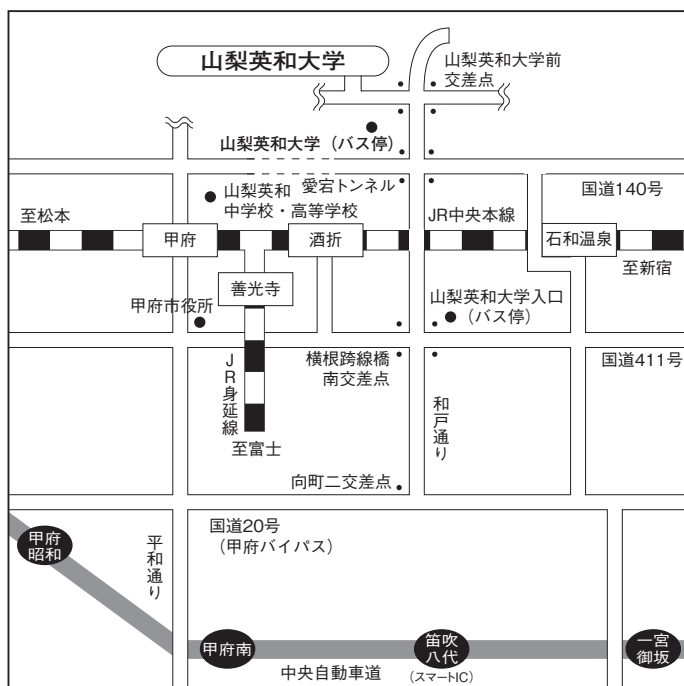 山梨英和大学
山梨英和大学前
交差点
山梨英和大学（バス停）
愛宕トンネル
国道140号
山梨英和
中学校・高等学校
至松本
JR中央本線
甲府
酒折
石和温泉
至新宿
善光寺
甲府市役所
山梨英和大学入口
（バス停）
横根跨線橋
南交差点
国道411号
JR身延線
和戸通り
至富士
向町二交差点
国道20号
（甲府バイパス）
甲府
昭和
平和通り
甲府南
笛吹
八代
（スマートIC）
一宮
御坂
中央自動車道